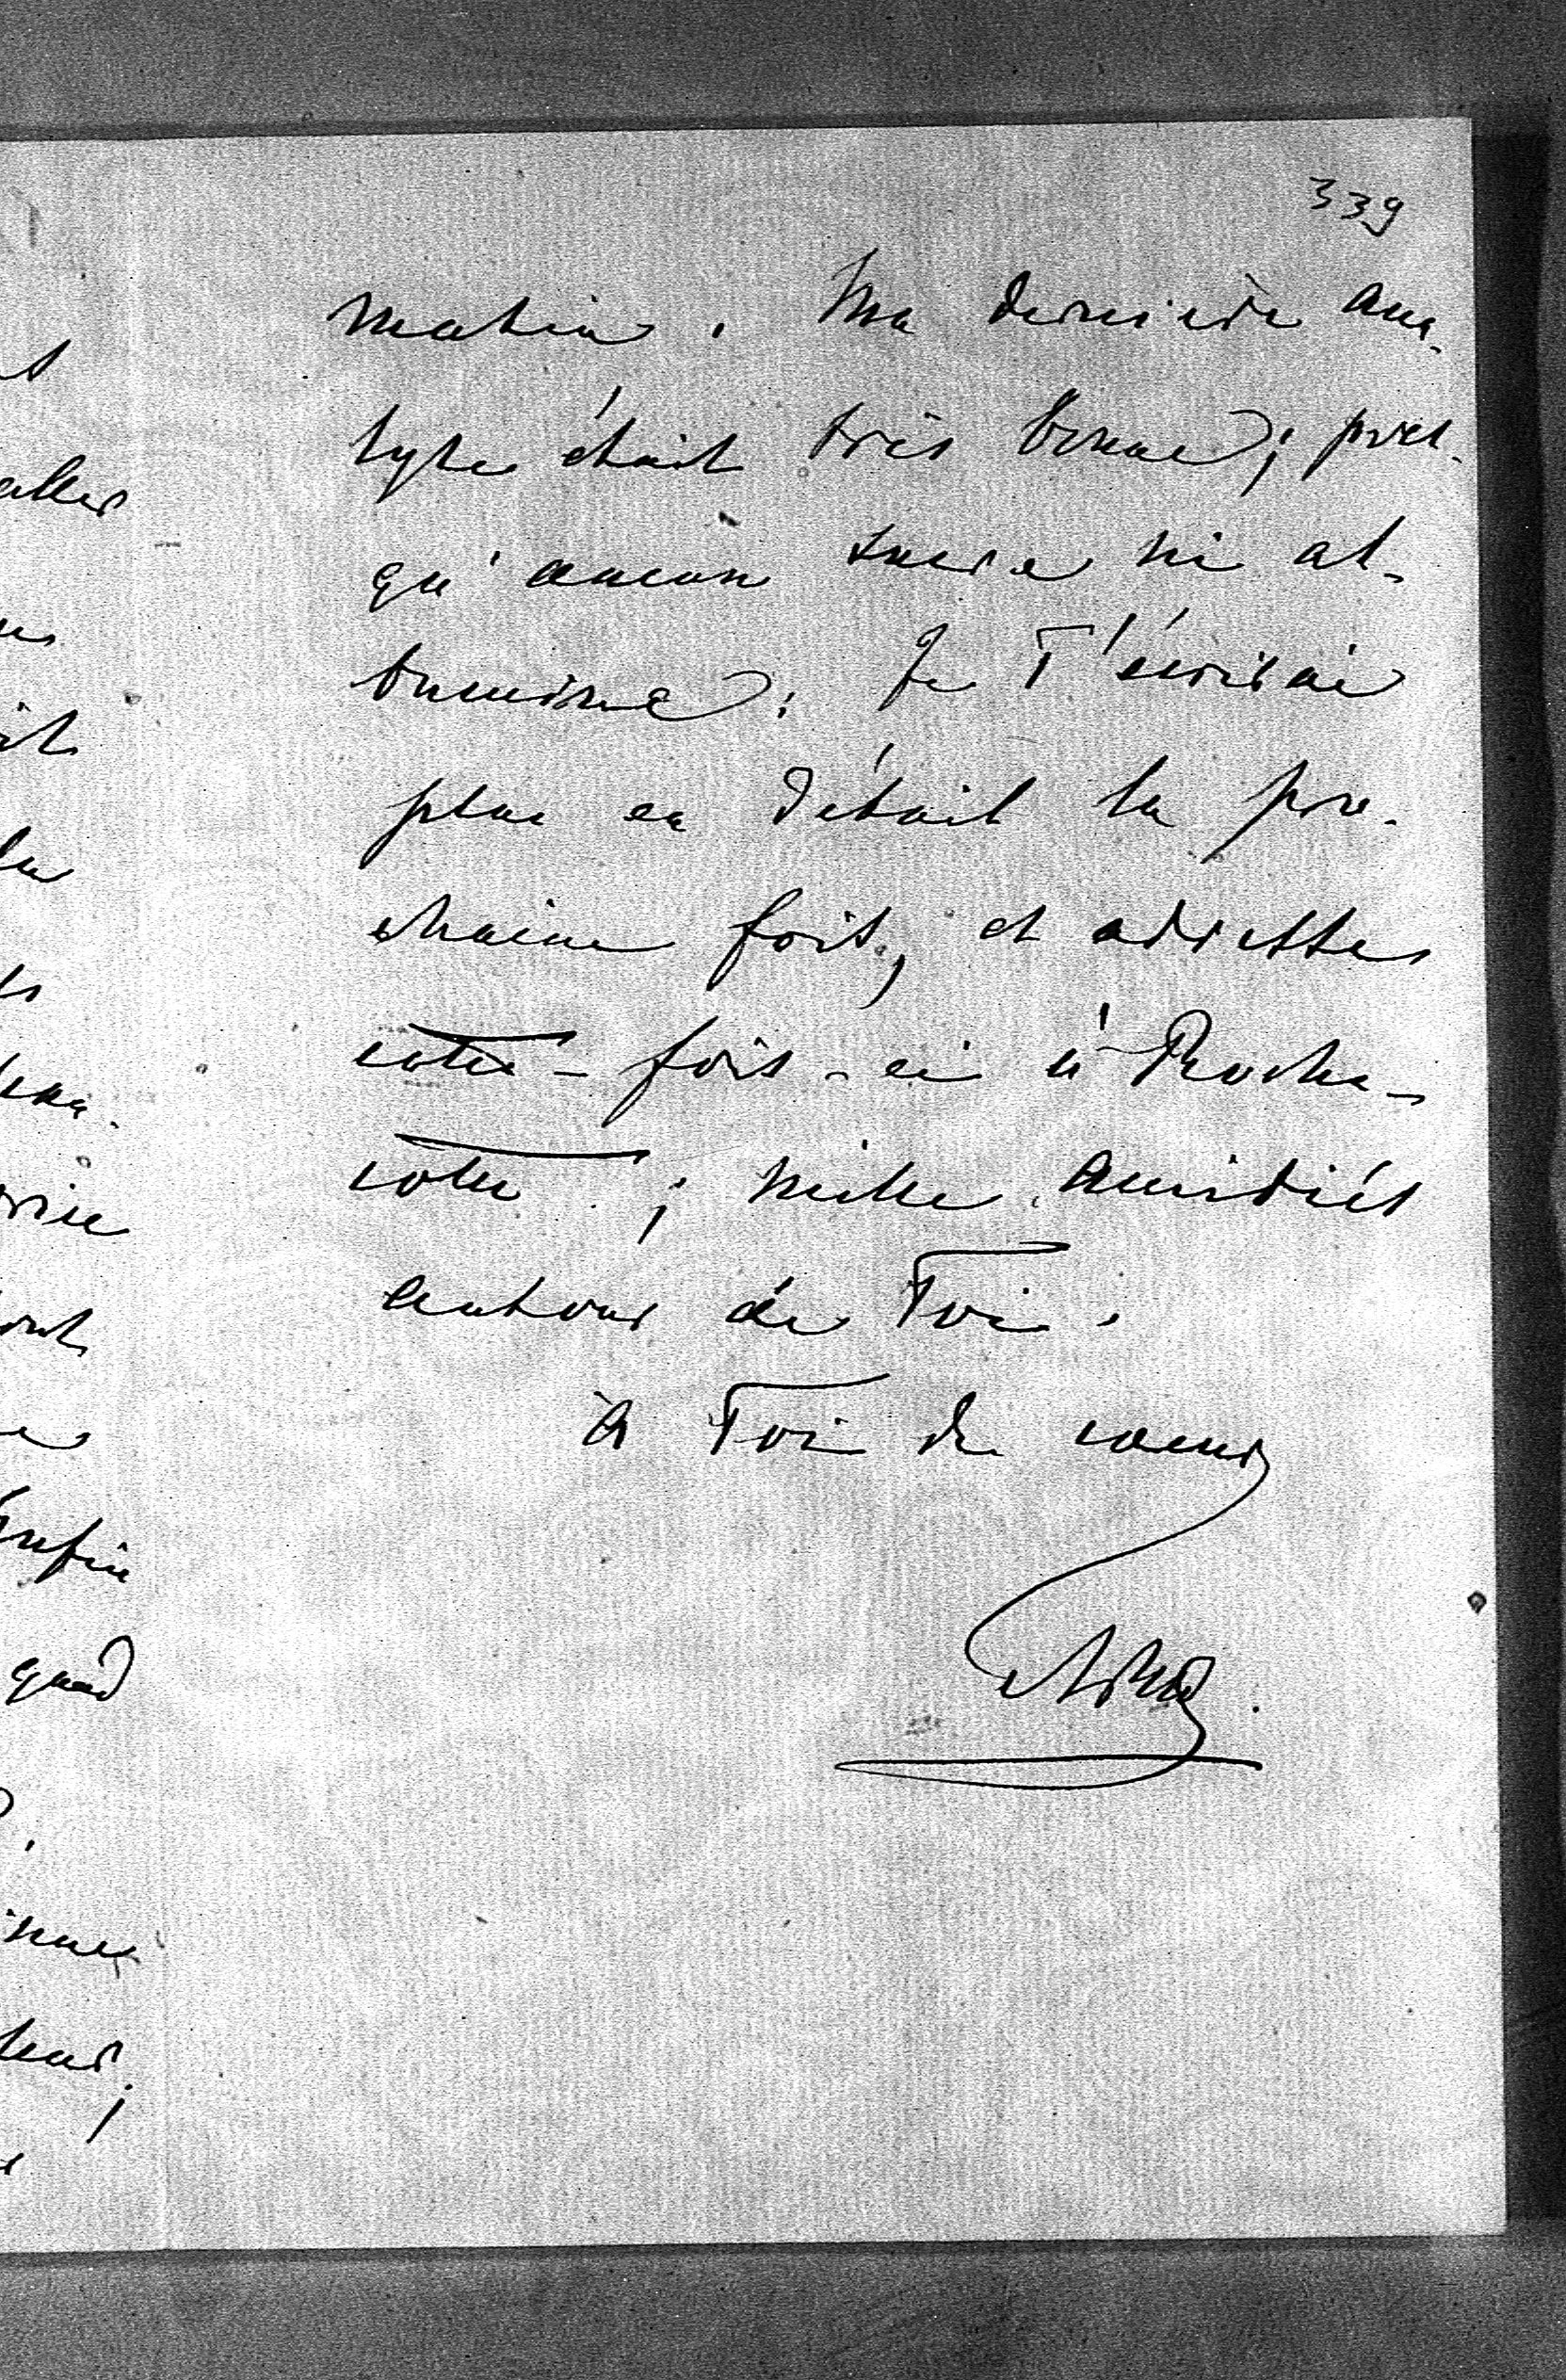 339
matin. Ma dernière ana-
lyse était très bonne; pres-
qu'aucun sucre ni al-
bumine. Je T'écrirai
plus en détail la pro-
chaine fois, et adresse
cette-fois-ci à Roche-
cotte; mille amitiés
autour de Toi.
à Toi de coeur